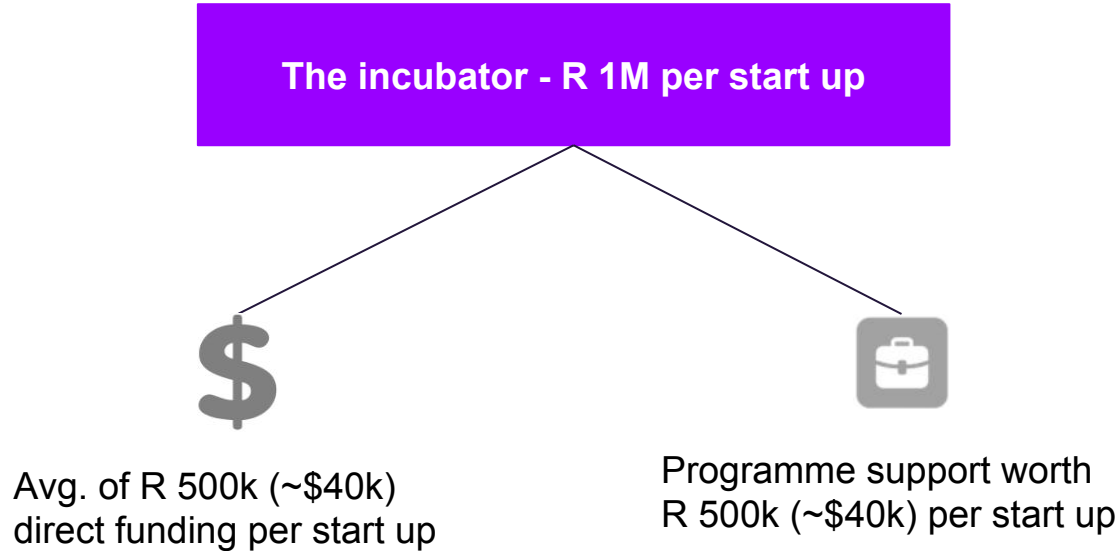 The incubator - R 1M per start up
Avg. of R 500k (~$40k)
direct funding per start up
Programme support worth
R 500k (~$40k) per start up